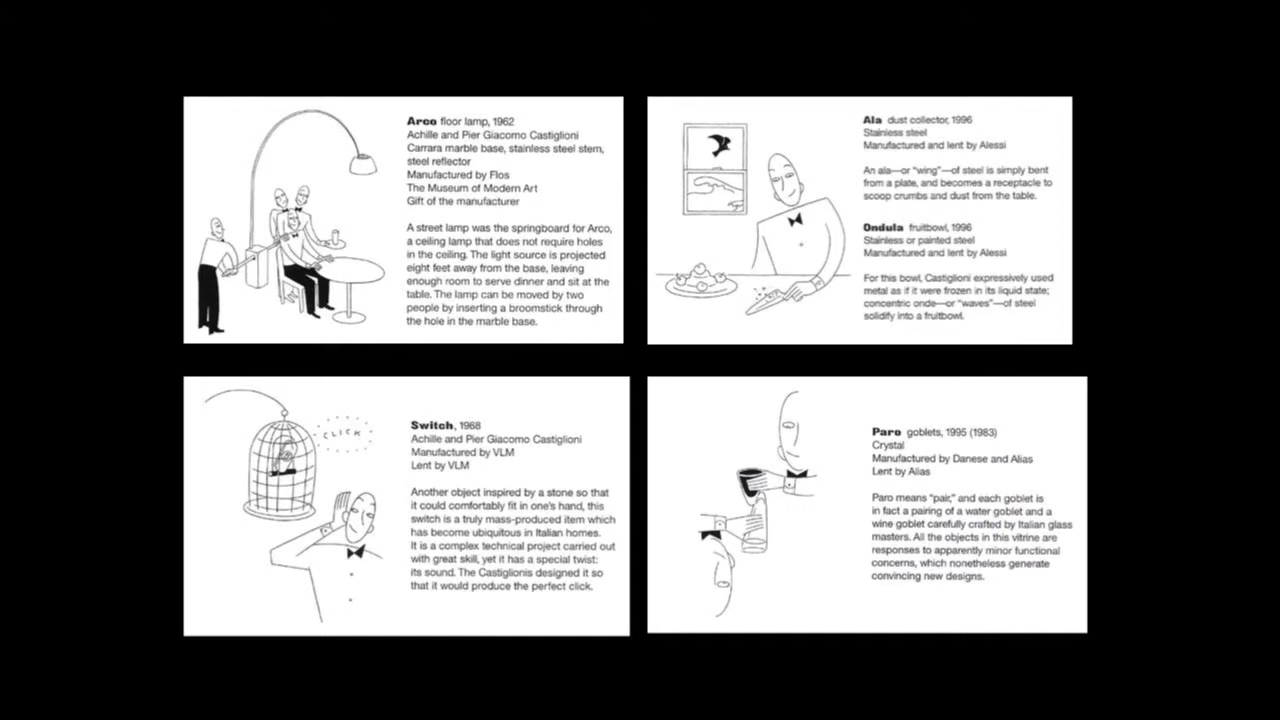 Arco floor lamp, 1962
Achille and Pier Giacomo Castiglioni
Carrara marble base, stainless steel stem,
steel reflector
Manufactured by Flos
The Museum of Modern Art
Gift of the manufacturer
A street lamp was the springboard for Arco,
a ceiling lamp that does not require holes
in the ceiling. The light source is projected
eight feet away from the base, leaving
enough room to serve dinner and sit at the
table. The lamp can be moved by two
people by inserting a broomstick through
the hole in the marble base.
Ala dust collector, 1996
Stainless steel
Manufactured and lent by Alessi
An ala—or “wing”—of steel is simply bent
from a plate, and becomes a receptacle to
scoop crumbs and dust from the table.
Ondula fruitbowl, 1996
Stainless or painted steel
Manufactured and lent by Alessi
For this bowl, Castiglioni expressively used
metal as if it were frozen in its liquid state;
concentric onde—or “waves”—of steel
solidify into a fruitbowl.
CLICK
Switch, 1968
Achille and Pier Giacomo Castiglioni
Manufactured by VLM
Lent by VLM
Another object inspired by a stone so that
it could comfortably fit in one's hand, this
switch is a truly mass-produced item which
has become ubiquitous in Italian homes.
It is a complex technical project carried out
with great skill, yet it has a special twist:
its sound. The Castiglionis designed it so
that it would produce the perfect click.
Paro goblets, 1995 (1983)
Crystal
Manufactured by Danese and Alias
Lent by Alias
Paro means “pair,” and each goblet is
in fact a pairing of a water goblet and a
wine goblet carefully crafted by Italian glass
masters. All the objects in this vitrine are
responses to apparently minor functional
concerns, which nonetheless generate
convincing new designs.